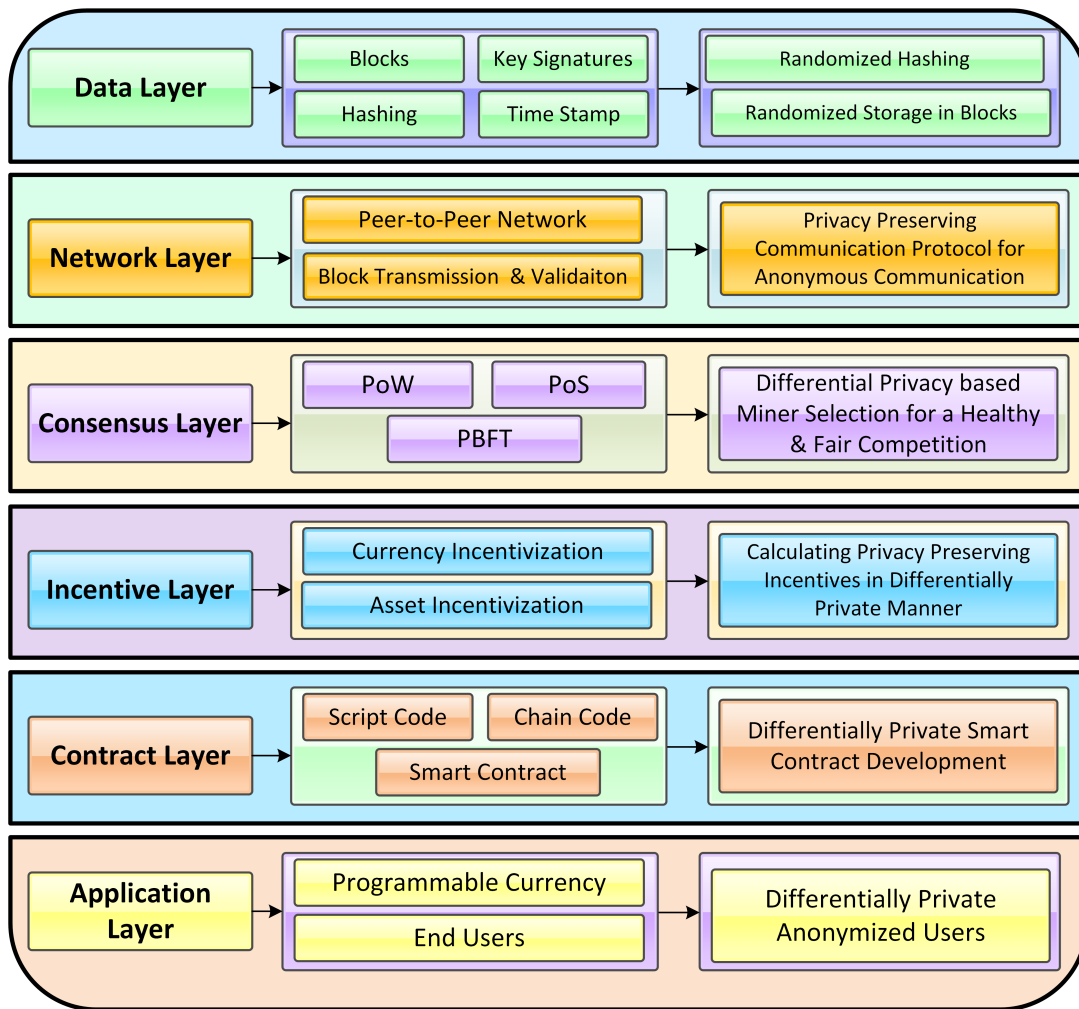 Data Layer
Blocks
Key Signatures
Hashing
Time Stamp
Randomized Hashing
Randomized Storage in Blocks
Network Layer
Peer-to-Peer Network
Block Transmission & Validaiton
Privacy Preserving
Communication Protocol for
Anonymous Communication
Consensus Layer
PoW
PoS
PBFT
Differential Privacy based
Miner Selection for a Healthy
& Fair Competition
Incentive Layer
Currency Incentivization
Asset Incentivization
Calculating Privacy Preserving
Incentives in Differentially
Private Manner
Contract Layer
Script Code
Chain Code
Smart Contract
Differentially Private Smart
Contract Development
Application
Layer
Programmable Currency
End Users
Differentially Private
Anonymized Users